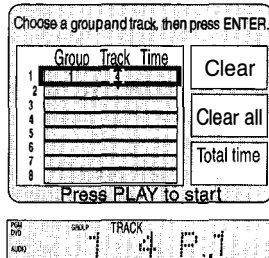 Choose a group and track, then press ENTER.
Group Track Time
1 1 4
2
3
4
5
6
7
8
Clear
Clear all
Total time
Press PLAY to start
PGM
DVD
AUDIO
GROUP TRACK
1 4 P.1